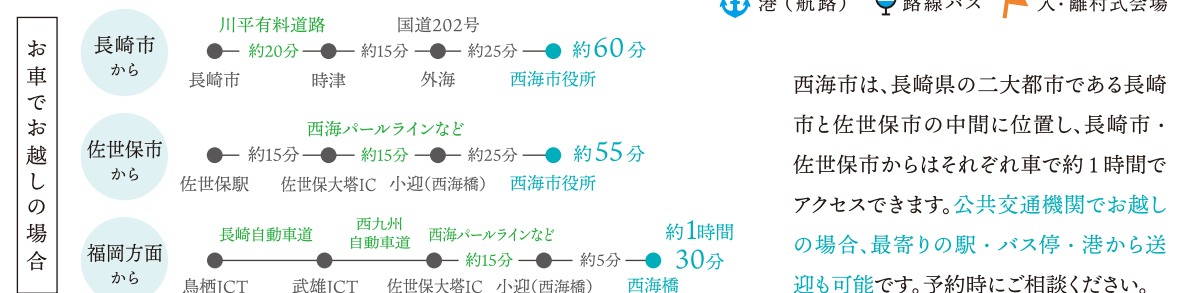 お車でお越しの場合
長崎市
から
川平有料道路 国道202号
約20分 約15分 約25分 約60分
長崎市 時津 外海 西海市役所
佐世保市
から
西海パールラインなど
約15分 約15分 約25分 約55分
佐世保駅 佐世保大塔IC 小迎（西海橋） 西海市役所
福岡方面
から
長崎自動車道 西九州自動車道 西海パールラインなど 約1時間
約15分 約5分 30分
鳥栖JCT 武雄JCT 佐世保大塔IC 小迎（西海橋） 西海橋
港（航路） 路線バス 入・離村式会場
西海市は、長崎県の二大都市である長崎
市と佐世保市の中間に位置し、長崎市・
佐世保市からはそれぞれ車で約1時間で
アクセスできます。公共交通機関でお越し
の場合、最寄りの駅・バス停・港から送
迎も可能です。予約時にご相談ください。